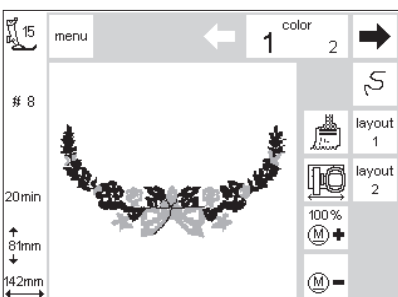 15
menu
color
1 2
# 8
layout
1
layout
2
20min
100%
M +
81mm
M -
142mm